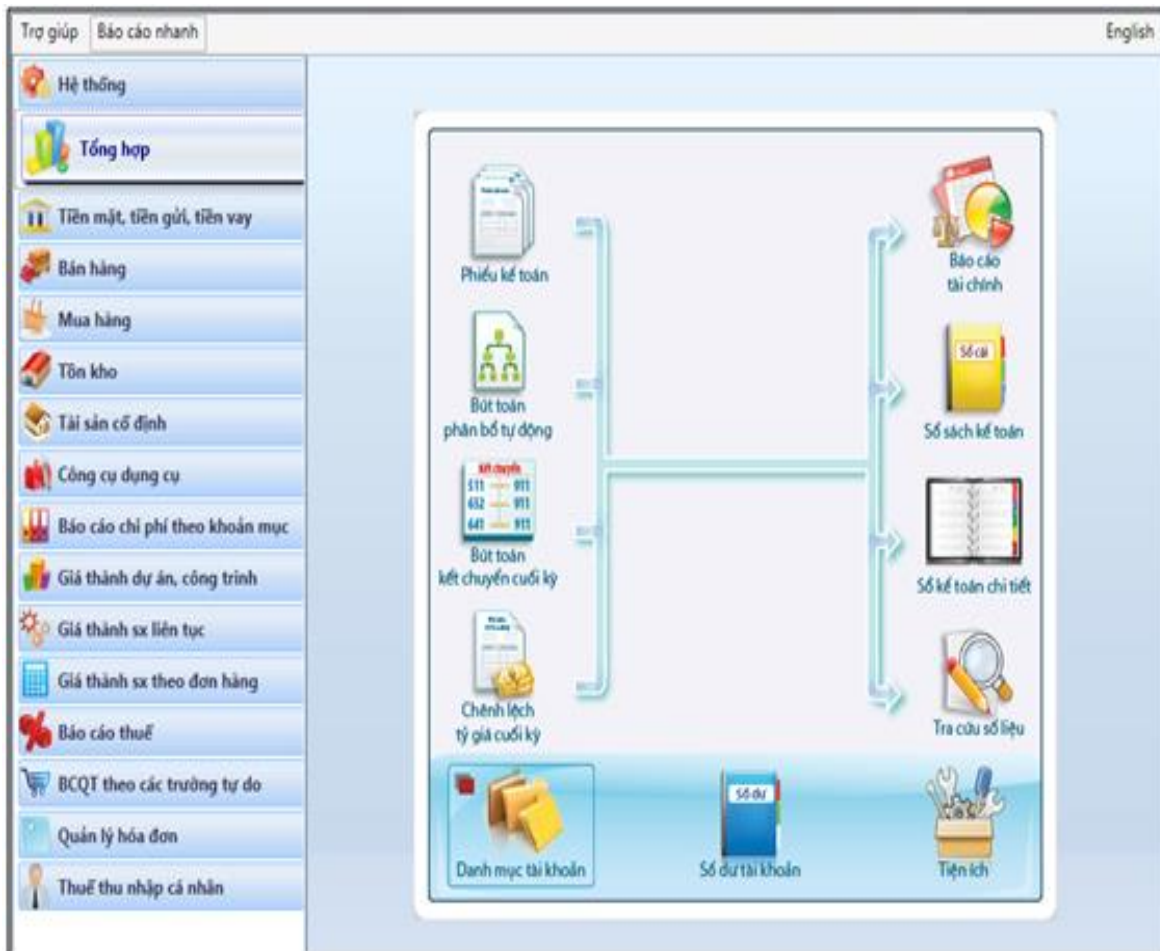 Trợ giúp Báo cáo nhanh English
Hệ thống
Tổng hợp
Tiền mặt, tiền gửi, tiền vay
Bán hàng
Mua hàng
Tồn kho
Tài sản cố định
Công cụ dụng cụ
Báo cáo chi phí theo khoản mục
Giá thành dự án, công trình
Giá thành sx liên tục
Giá thành sx theo đơn hàng
Báo cáo thuế
BCQT theo các trường tự do
Quản lý hóa đơn
Thuế thu nhập cá nhân
Phiếu kế toán
Bút toán
phân bổ tự động
Kết chuyển
511 911
632 911
641 911
Bút toán
kết chuyển cuối kỳ
Chênh lệch
tỷ giá cuối kỳ
Báo cáo
tài chính
Sổ cái
Sổ sách kế toán
Sổ kế toán chi tiết
Tra cứu số liệu
Danh mục tài khoản
Số dư
Số dư tài khoản
Tiện ích